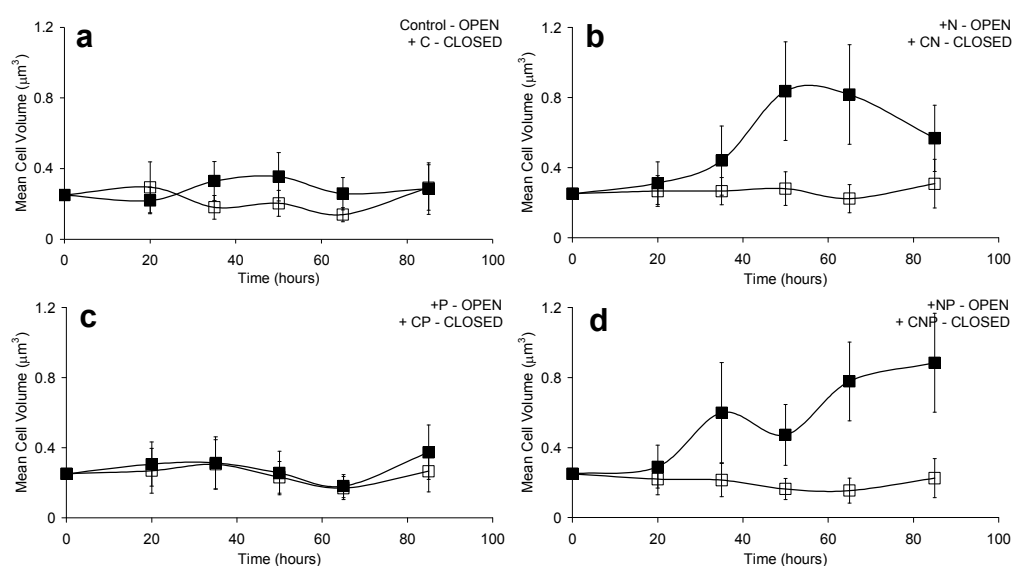 a
Control - OPEN
+ C - CLOSED
1.2
0.8
0.4
0
Mean Cell Volume (μm³)
0 20 40 60 80 100
Time (hours)
b
+N - OPEN
+ CN - CLOSED
1.2
0.8
0.4
0
Mean Cell Volume (μm³)
0 20 40 60 80 100
Time (hours)
c
+P - OPEN
+ CP - CLOSED
1.2
0.8
0.4
0
Mean Cell Volume (μm³)
0 20 40 60 80 100
Time (hours)
d
+NP - OPEN
+ CNP - CLOSED
1.2
0.8
0.4
0
Mean Cell Volume (μm³)
0 20 40 60 80 100
Time (hours)